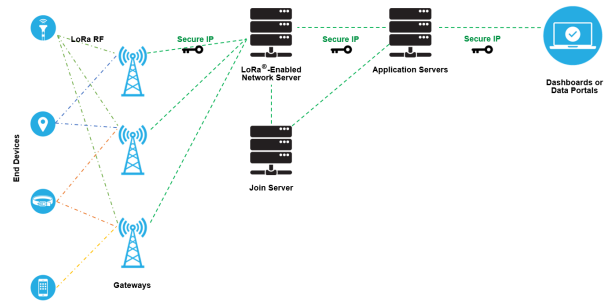 LoRa RF
Secure IP
Secure IP
Secure IP
LoRa®-Enabled
Network Server
Application Servers
Dashboards or
Data Portals
End Devices
Join Server
Gateways